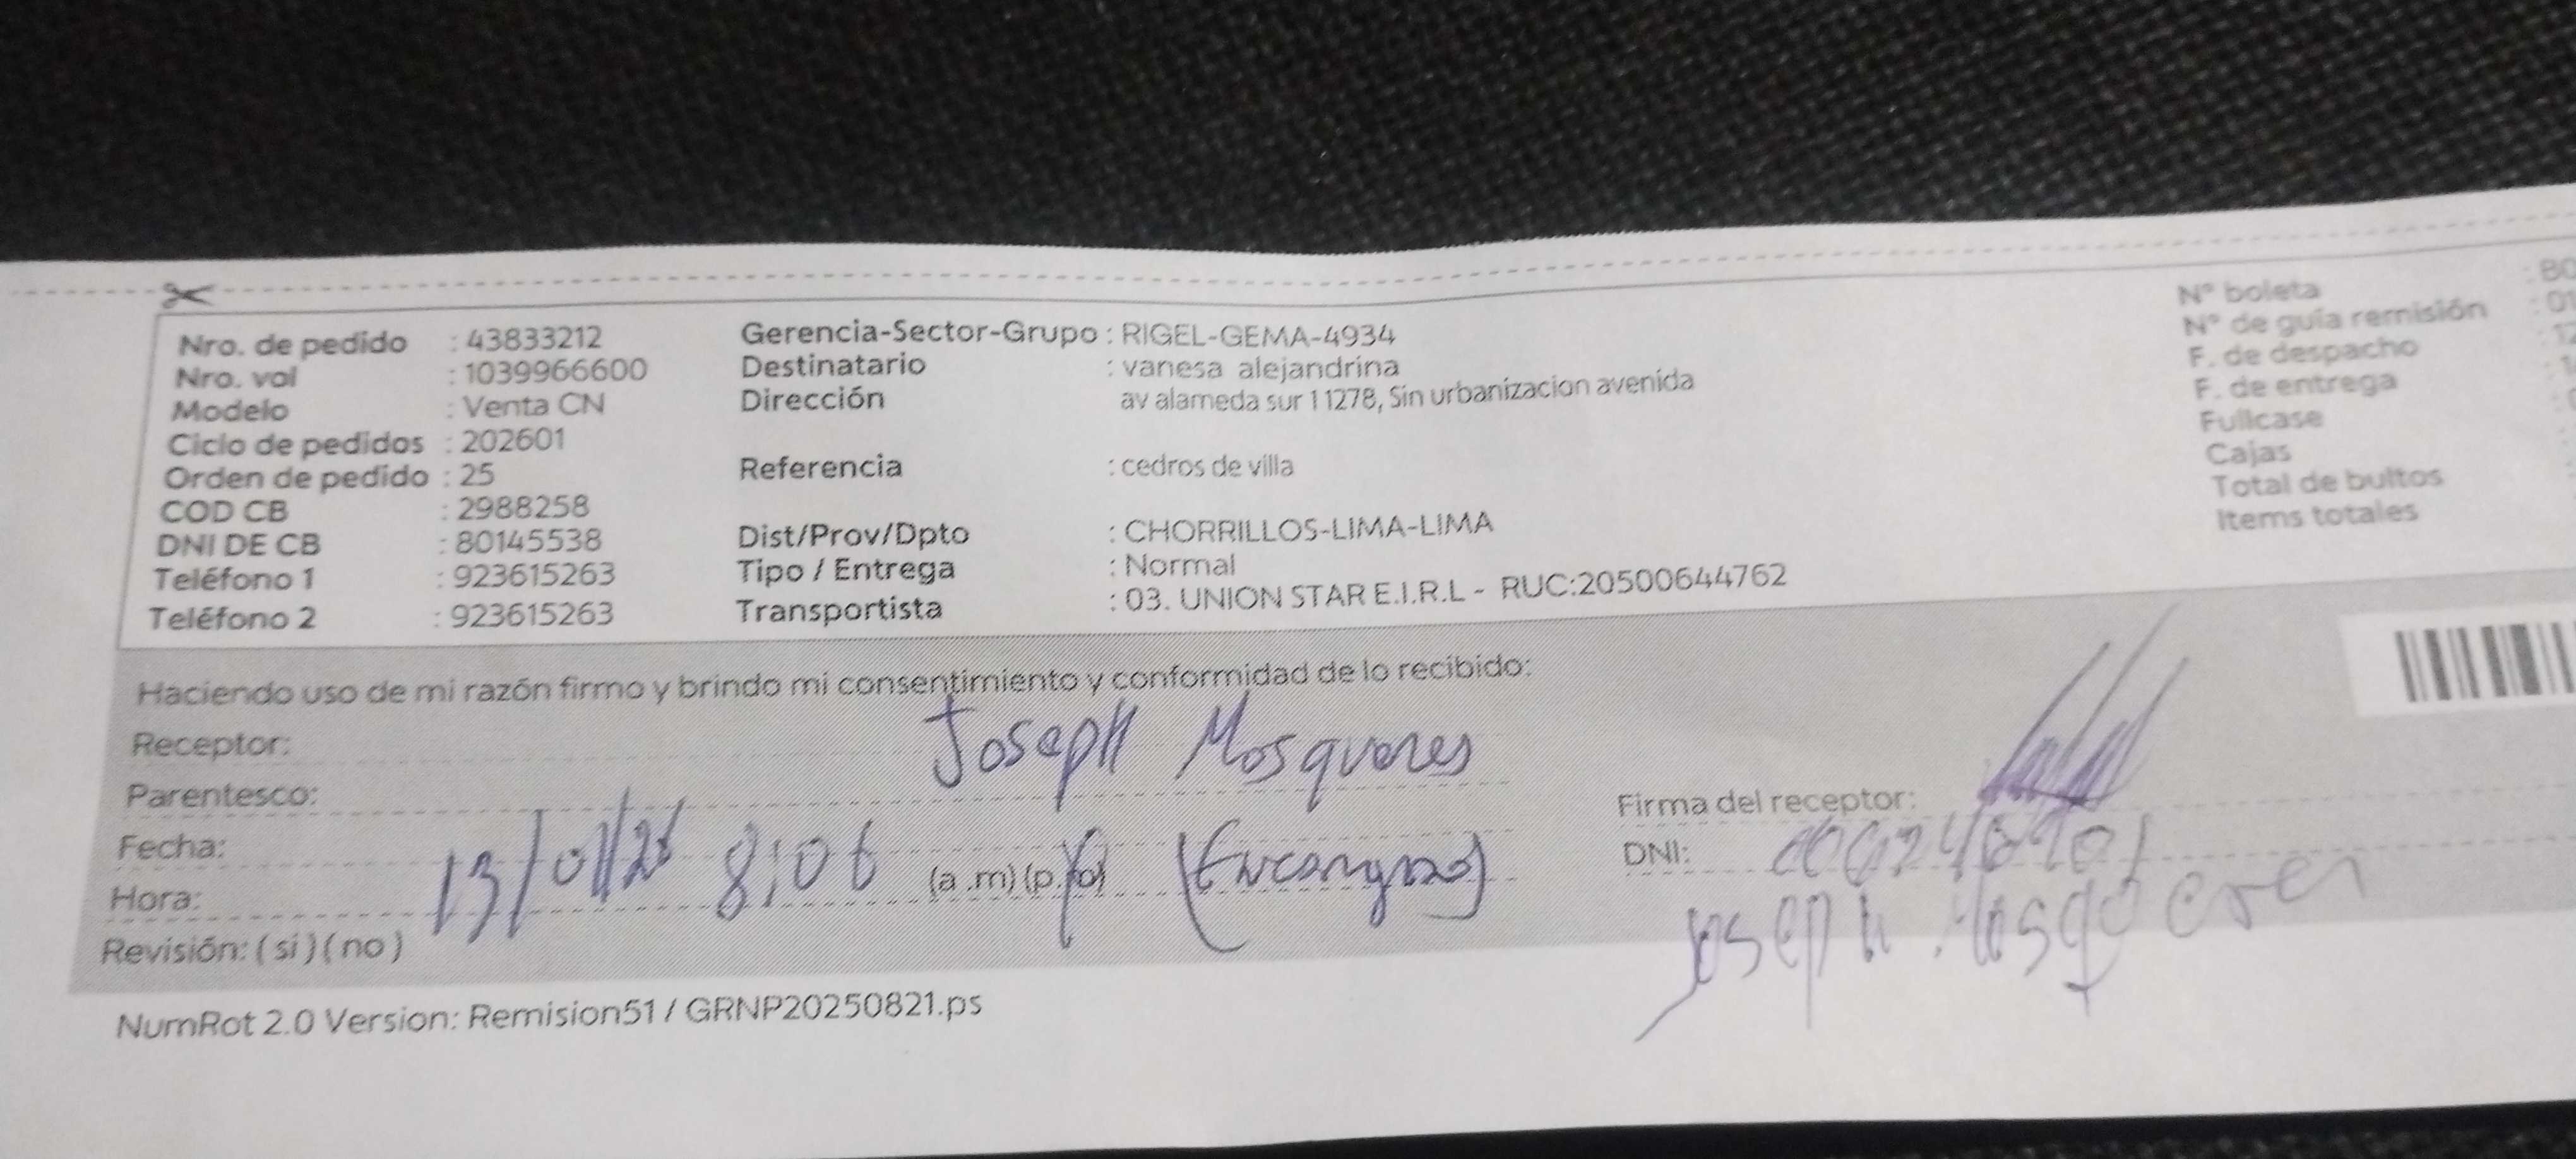 Nro. de pedido : 43833212
Nro. vol : 1039966600
Modelo : Venta CN
Ciclo de pedidos : 202601
Orden de pedido : 25
COD CB : 2988258
DNI DE CB : 80145538
Teléfono 1 : 923615263
Teléfono 2 : 923615263
Gerencia-Sector-Grupo : RIGEL-GEMA-4934
Destinatario : vanesa alejandrina
Dirección av alameda sur 11278, Sin urbanizacion avenida
Referencia : cedros de villa
Dist/Prov/Dpto : CHORRILLOS-LIMA-LIMA
Tipo / Entrega : Normal
Transportista : 03. UNION STAR E.I.R.L - RUC:20500644762
N° boleta
N° de guía remisión
F. de despacho
F. de entrega
Fullcase
Cajas
Total de bultos
Items totales
Haciendo uso de mi razón firmo y brindo mi consentimiento y conformidad de lo recibido:
Receptor: Joseph
Parentesco:
Fecha: 13/01/26
Hora: 8:06 (a.m)(p.
Revisión: (si)(no)
Firma del receptor:
DNI:
Joseph
NumRot 2.0 Version: Remision51 / GRNP20250821.ps